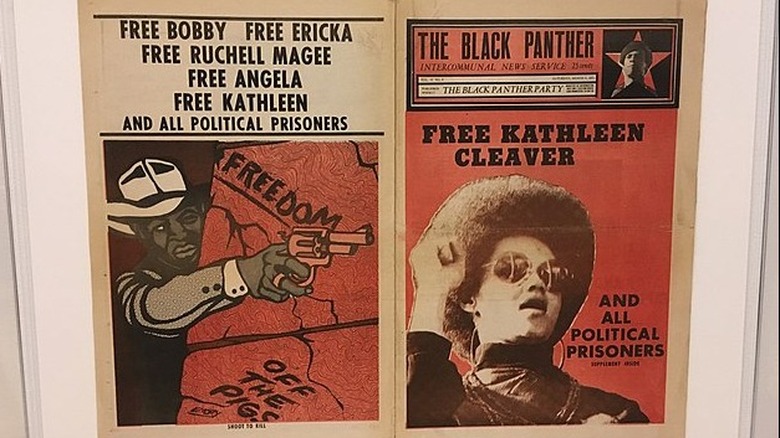 FREE BOBBY FREE ERICKA
FREE RUCHELL MAGEE
FREE ANGELA
FREE KATHLEEN
AND ALL POLITICAL PRISONERS
FREEDOM
OFF
THE
PIGS
SHOOT TO KILL
THE BLACK PANTHER
INTERCOMMUNAL NEWS SERVICE 25 cents
THE BLACK PANTHER PARTY
FREE KATHLEEN
CLEAVER
AND
ALL
POLITICAL
PRISONERS
SUPPLEMENT INSIDE